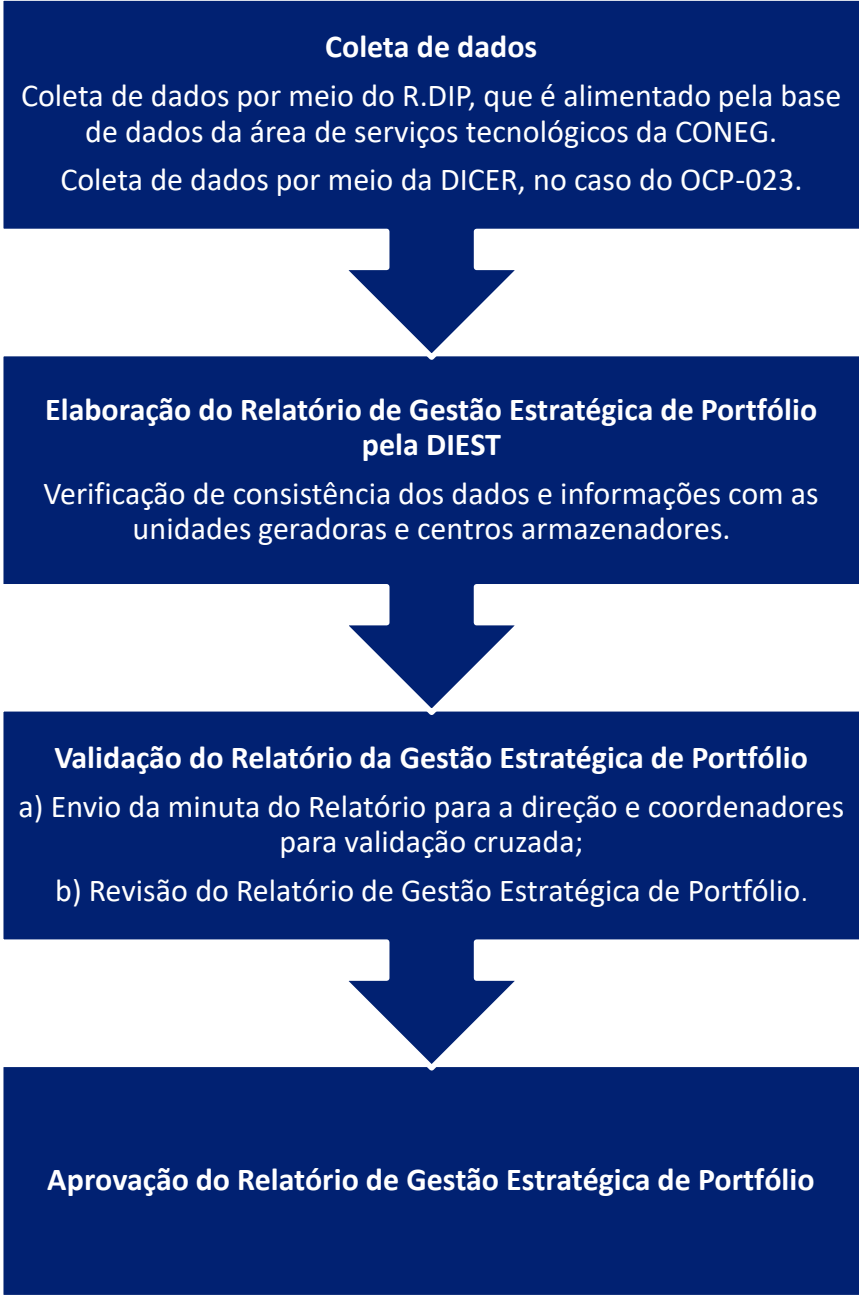 Coleta de dados
Coleta de dados por meio do R.DIP, que é alimentado pela base
de dados da área de serviços tecnológicos da CONEG.
Coleta de dados por meio da DICER, no caso do OCP-023.
Elaboração do Relatório de Gestão Estratégica de Portfólio
pela DIEST
Verificação de consistência dos dados e informações com as
unidades geradoras e centros armazenadores.
Validação do Relatório da Gestão Estratégica de Portfólio
a) Envio da minuta do Relatório para a direção e coordenadores
para validação cruzada;
b) Revisão do Relatório de Gestão Estratégica de Portfólio.
Aprovação do Relatório de Gestão Estratégica de Portfólio